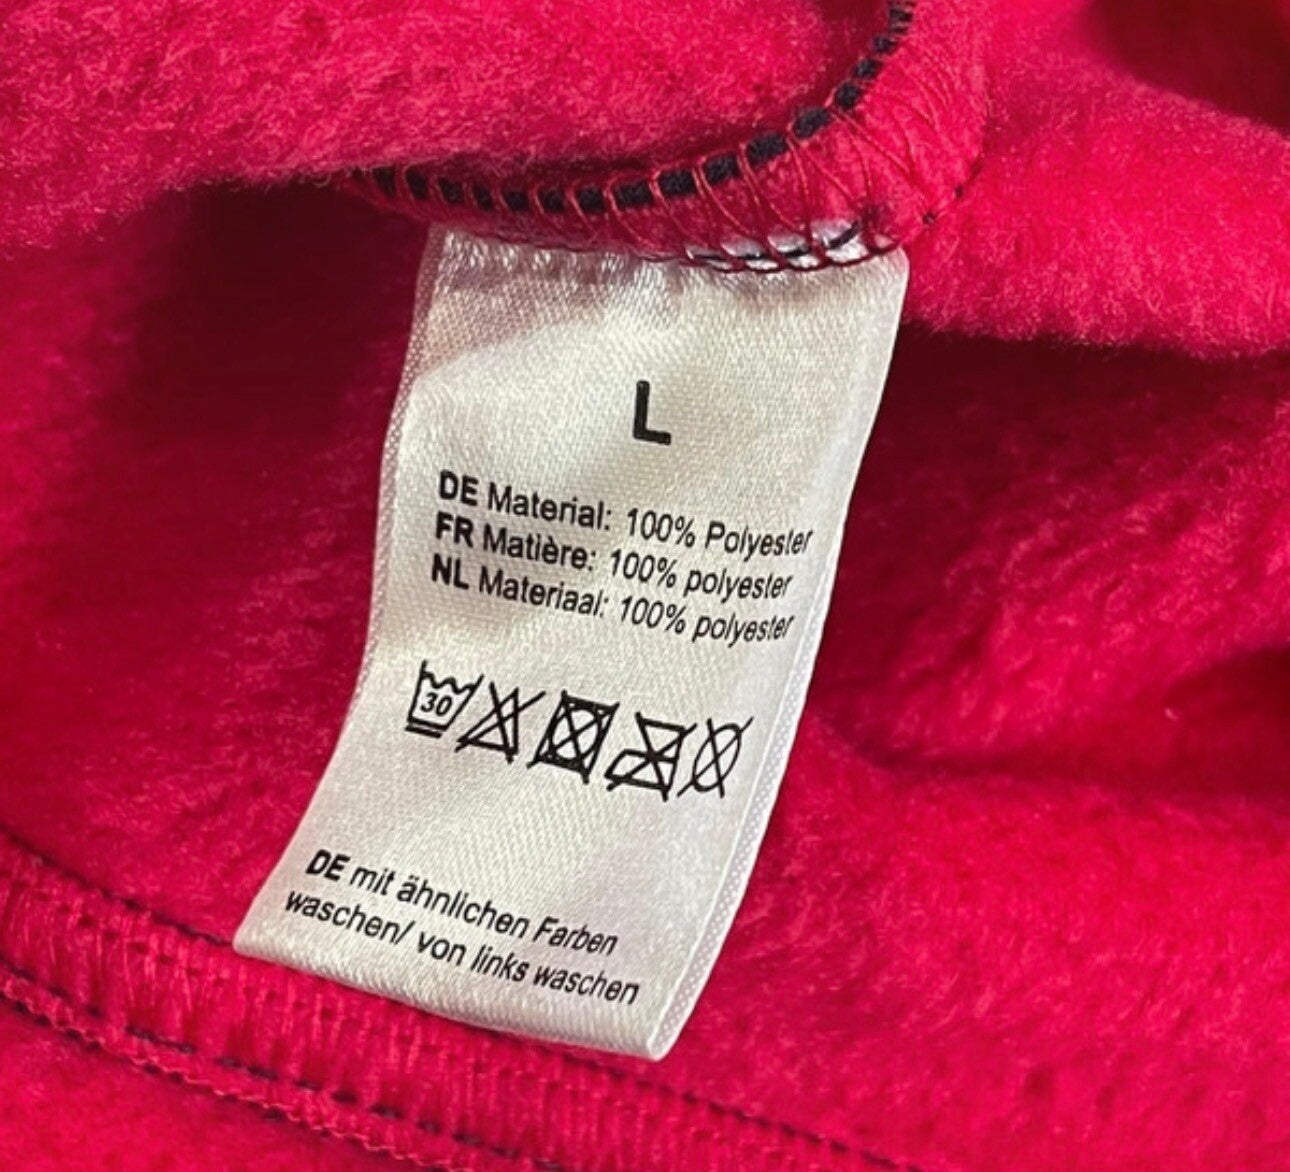 L
DE Material: 100% Polyester
FR Matière: 100% polyester
NL Materiaal: 100% polyester
30
DE mit ähnlichen Farben
waschen/ von links waschen